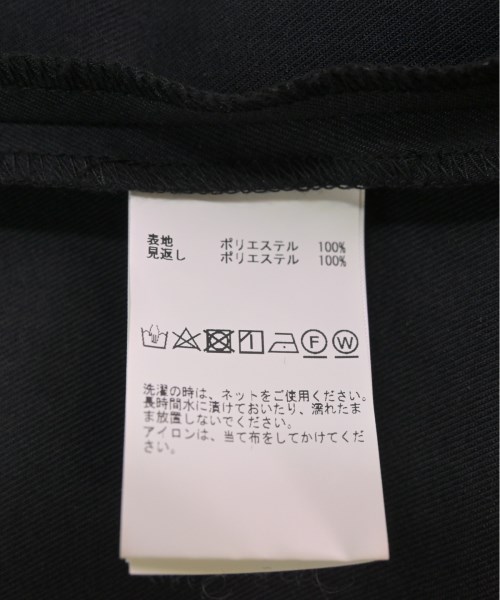 表地 ポリエステル 100%
見返し ポリエステル 100%
F W
洗濯の時は、ネットをご使用ください。
長時間水に漬けておいたり、濡れたま
ま放置しないでください。
アイロンは、当て布をしてかけてくだ
さい。